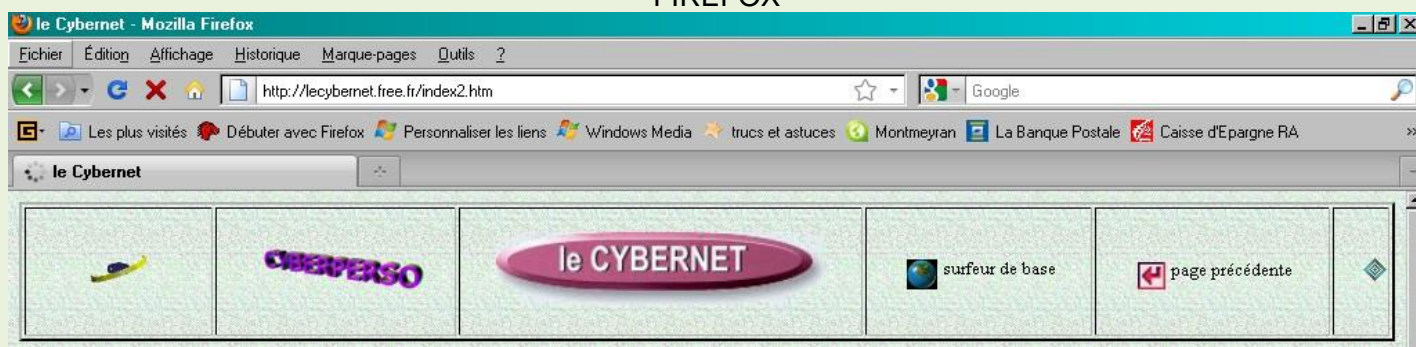 FIREFOX
le Cybernet - Mozilla Firefox
Fichier Édition Affichage Historique Marque-pages Outils ?
http://lecybernet.free.fr/index2.htm Google
G Les plus visités Débuter avec Firefox Personnaliser les liens Windows Media trucs et astuces Montmeyran La Banque Postale Caisse d'Epargne RA »
le Cybernet
CYBERPERSO le CYBERNET surfeur de base page précédente